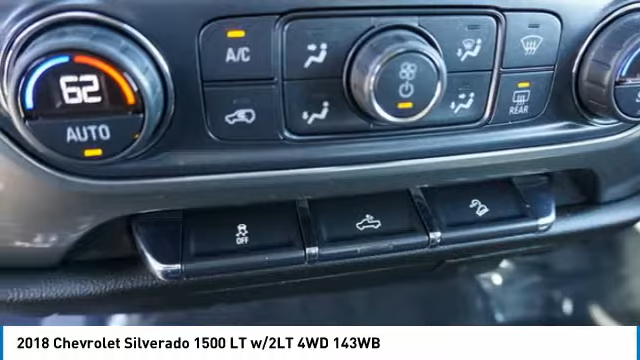 A/C
62
AUTO
REAR
OFF
2018 Chevrolet Silverado 1500 LT w/2LT 4WD 143WB